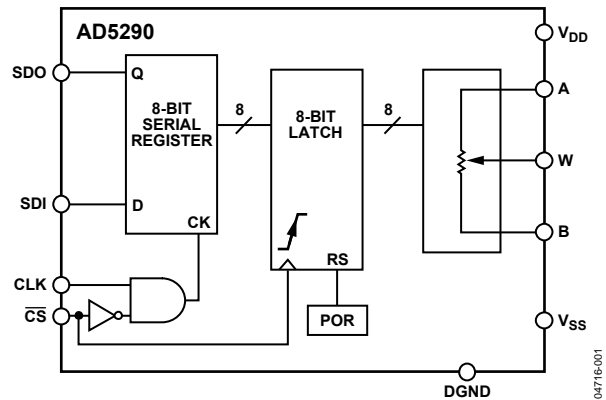 AD5290
V_DD
SDO
Q
8-BIT
SERIAL
REGISTER
8
8-BIT
LATCH
8
A
W
SDI
D
CK
B
RS
CLK
CS
POR
V_SS
DGND
04716-001